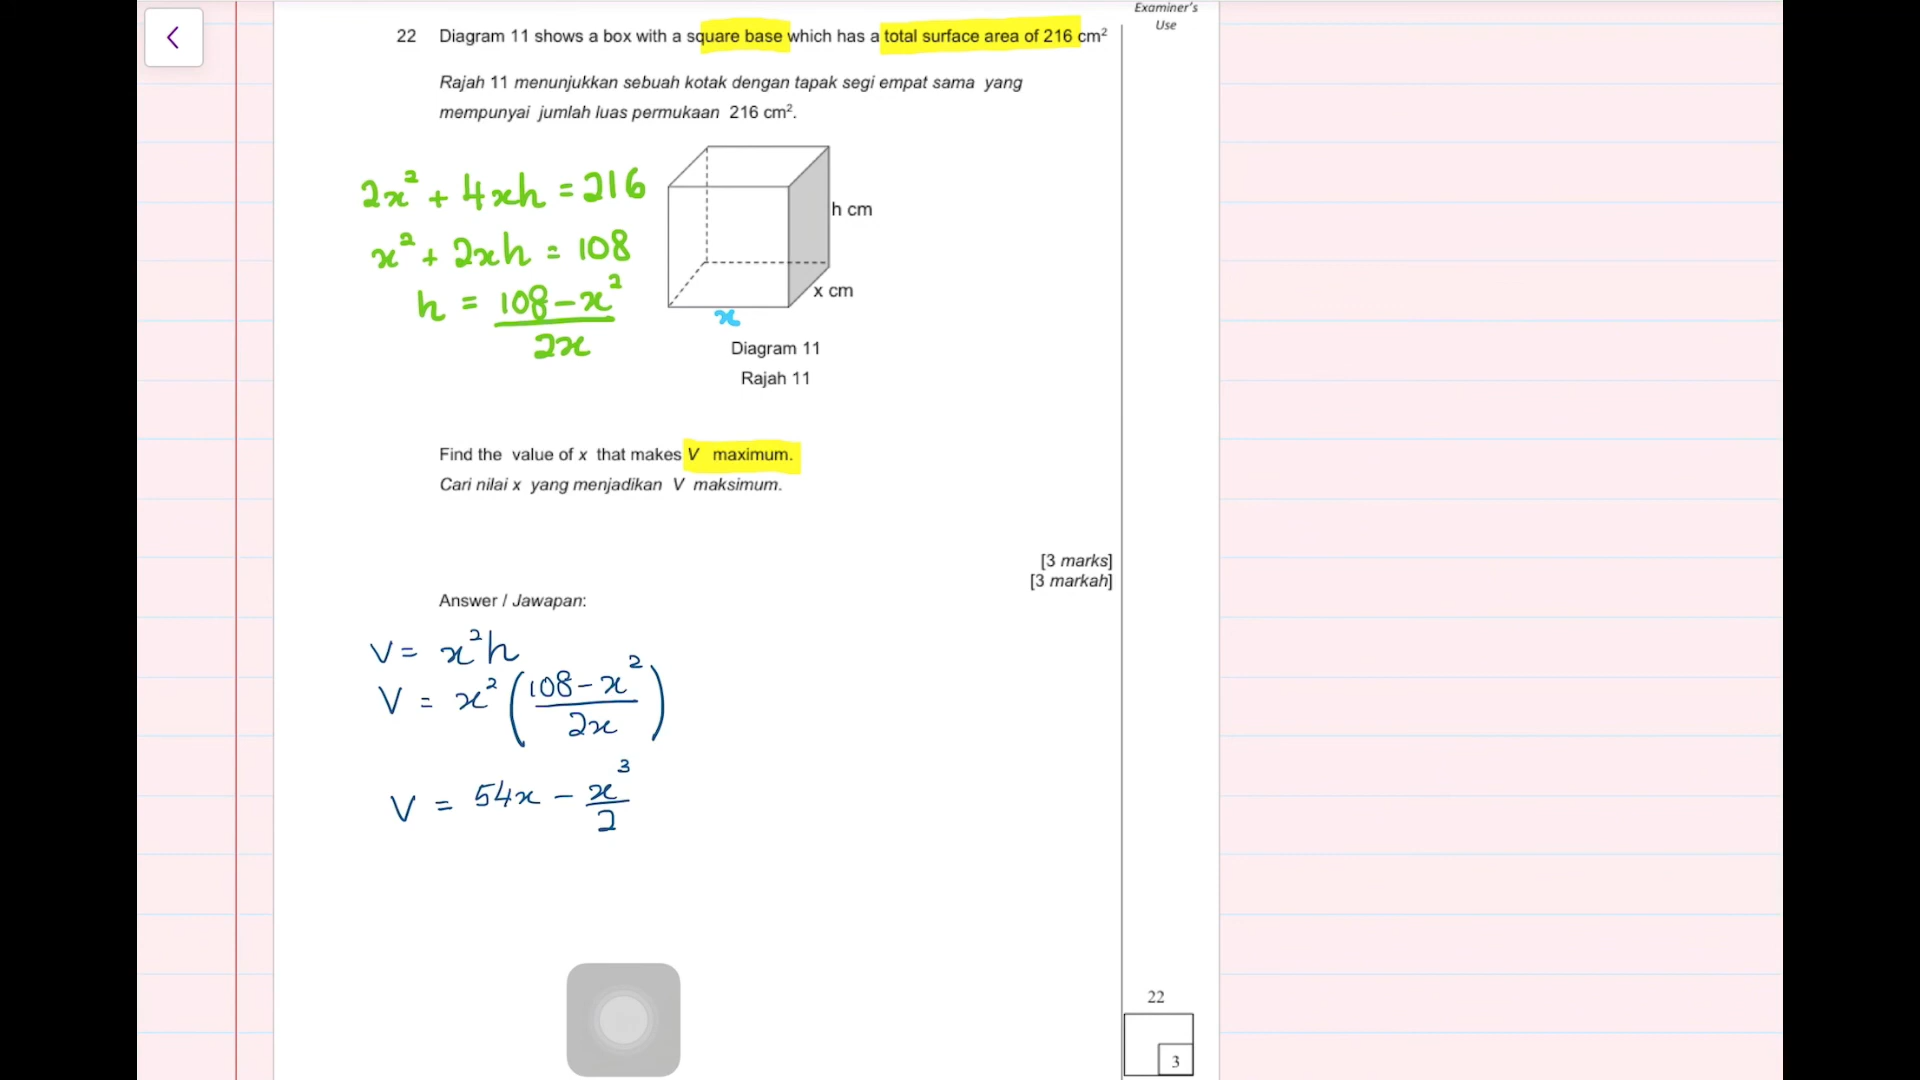 Examiner's
Use
22 Diagram 11 shows a box with a square base which has a total surface area of 216 cm²
Rajah 11 menunjukkan sebuah kotak dengan tapak segi empat sama yang
mempunyai jumlah luas permukaan 216 cm².
2x² + 4xh = 216
x² + 2xh = 108
h = (108 - x²)/2x
h cm
x cm
x
Diagram 11
Rajah 11
Find the value of x that makes V maximum.
Cari nilai x yang menjadikan V maksimum.
[3 marks]
[3 markah]
Answer / Jawapan:
V = x²h
V = x² ((108 - x²)/2x)
V = 54x - x³/2
22
3